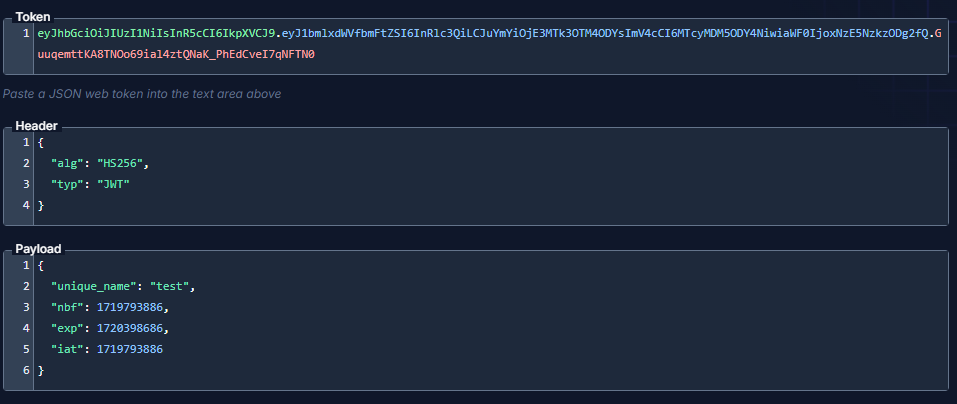 Token
1 eyJhbGciOiJIUzI1NiIsInR5cCI6IkpXVCJ9.eyJ1bmlxdWVfbmFtZSI6InRlc3QiLCJuYmYiOjE3MTk3OTM4ODYsImV4cCI6MTcyMDM5ODY4NiwiaWF0IjoxNzE5NzkzODg2fQ.G
uuqemttKA8TNOo69ial4ztQNaK_PhEdCveI7qNFTN0
Paste a JSON web token into the text area above
Header
1 {
2 "alg": "HS256",
3 "typ": "JWT"
4 }
Payload
1 {
2 "unique_name": "test",
3 "nbf": 1719793886,
4 "exp": 1720398686,
5 "iat": 1719793886
6 }